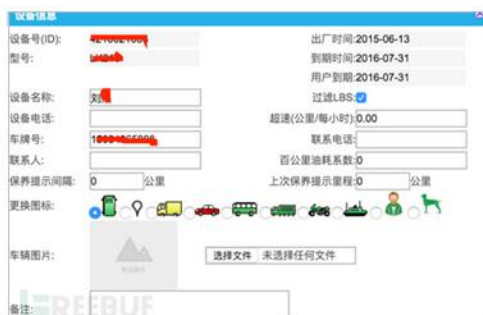 设备信息
设备号(ID):
出厂时间:2015-06-13
型号:
到期时间:2016-07-31
用户到期:2016-07-31
设备名称: 刘
过滤LBS:
设备电话:
超速(公里/每小时):0.00
车牌号:
联系电话:
联系人:
百公里油耗系数:0
保养提示间隔: 0 公里
上次保养提示里程: 0 公里
更换图标:
车辆图片:
选择文件 未选择任何文件
备注:
REEBUF